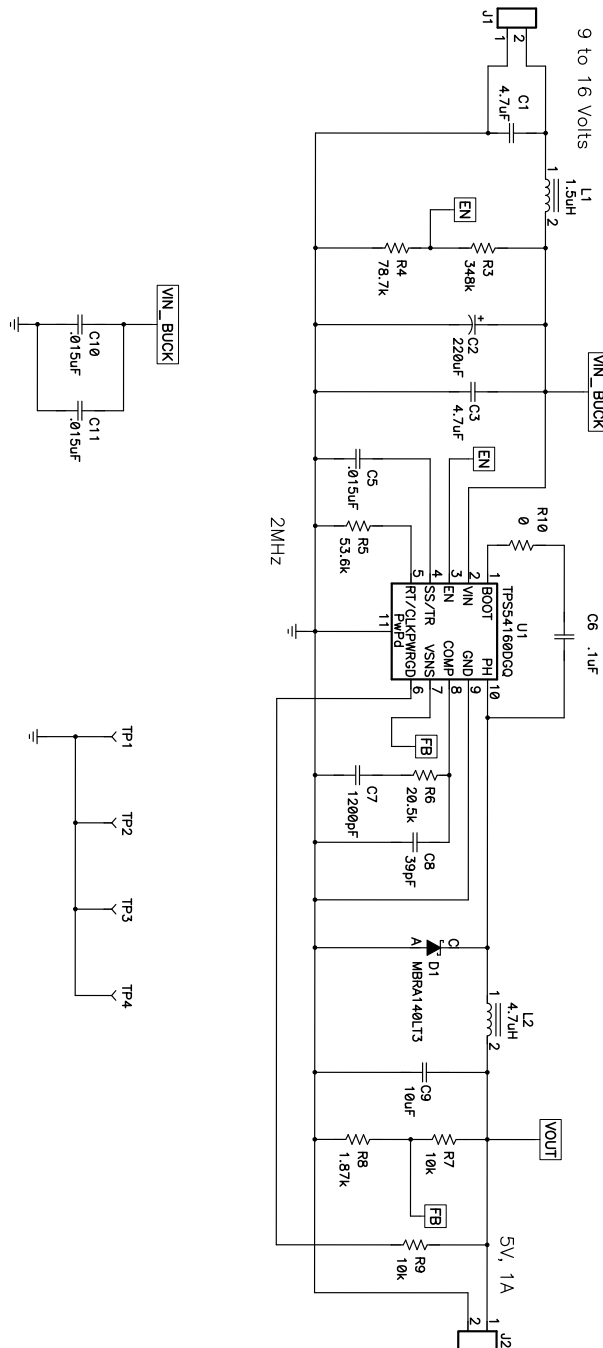 J1
1
2
9 to 16 Volts
C1
4.7uF
1
L1
1.5uH
2
EN
R4
78.7k
R3
348k
C2
220uF
+
C3
4.7uF
VIN_BUCK
VIN_BUCK
C10
.015uF
C11
.015uF
EN
C5
.015uF
R5
53.6k
2MHz
R10
0
C6
.1uF
U1
TPS54160DGQ
1
BOOT
2
VIN
3
EN
4
SS/TR
5
RT/CLK
PWRGD
6
VSNS
7
COMP
8
GND
9
PH
10
11
PwPd
FB
R6
20.5k
C7
1200pF
C8
39pF
A
C
D1
MBRA140LT3
1
L2
4.7uH
2
C9
10uF
VOUT
R7
10k
R8
1.87k
FB
R9
10k
5V, 1A
1
2
J2
TP1
TP2
TP3
TP4